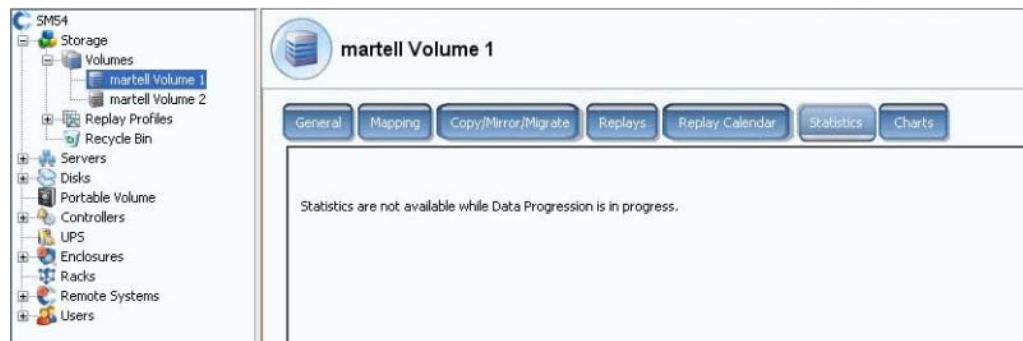 SM54
Storage
Volumes
martell Volume 1
martell Volume 2
Replay Profiles
Recycle Bin
Servers
Disks
Portable Volume
Controllers
UPS
Enclosures
Racks
Remote Systems
Users
martell Volume 1
General Mapping Copy/Mirror/Migrate Replays Replay Calendar Statistics Charts
Statistics are not available while Data Progression is in progress.